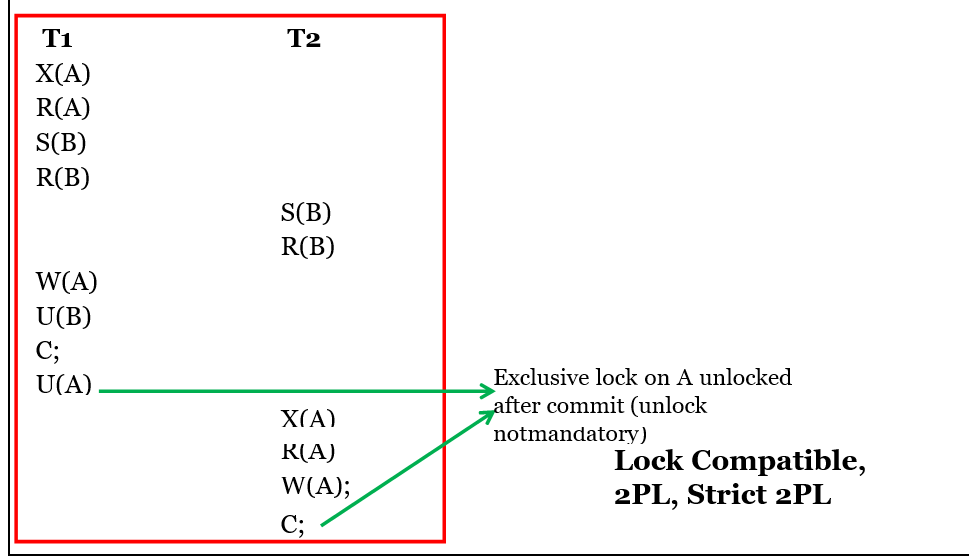 T1 T2
X(A)
R(A)
S(B)
R(B)
S(B)
R(B)
W(A)
U(B)
C;
U(A)
Exclusive lock on A unlocked
after commit (unlock
notmandatory)
X(A)
R(A)
W(A);
C;
Lock Compatible,
2PL, Strict 2PL